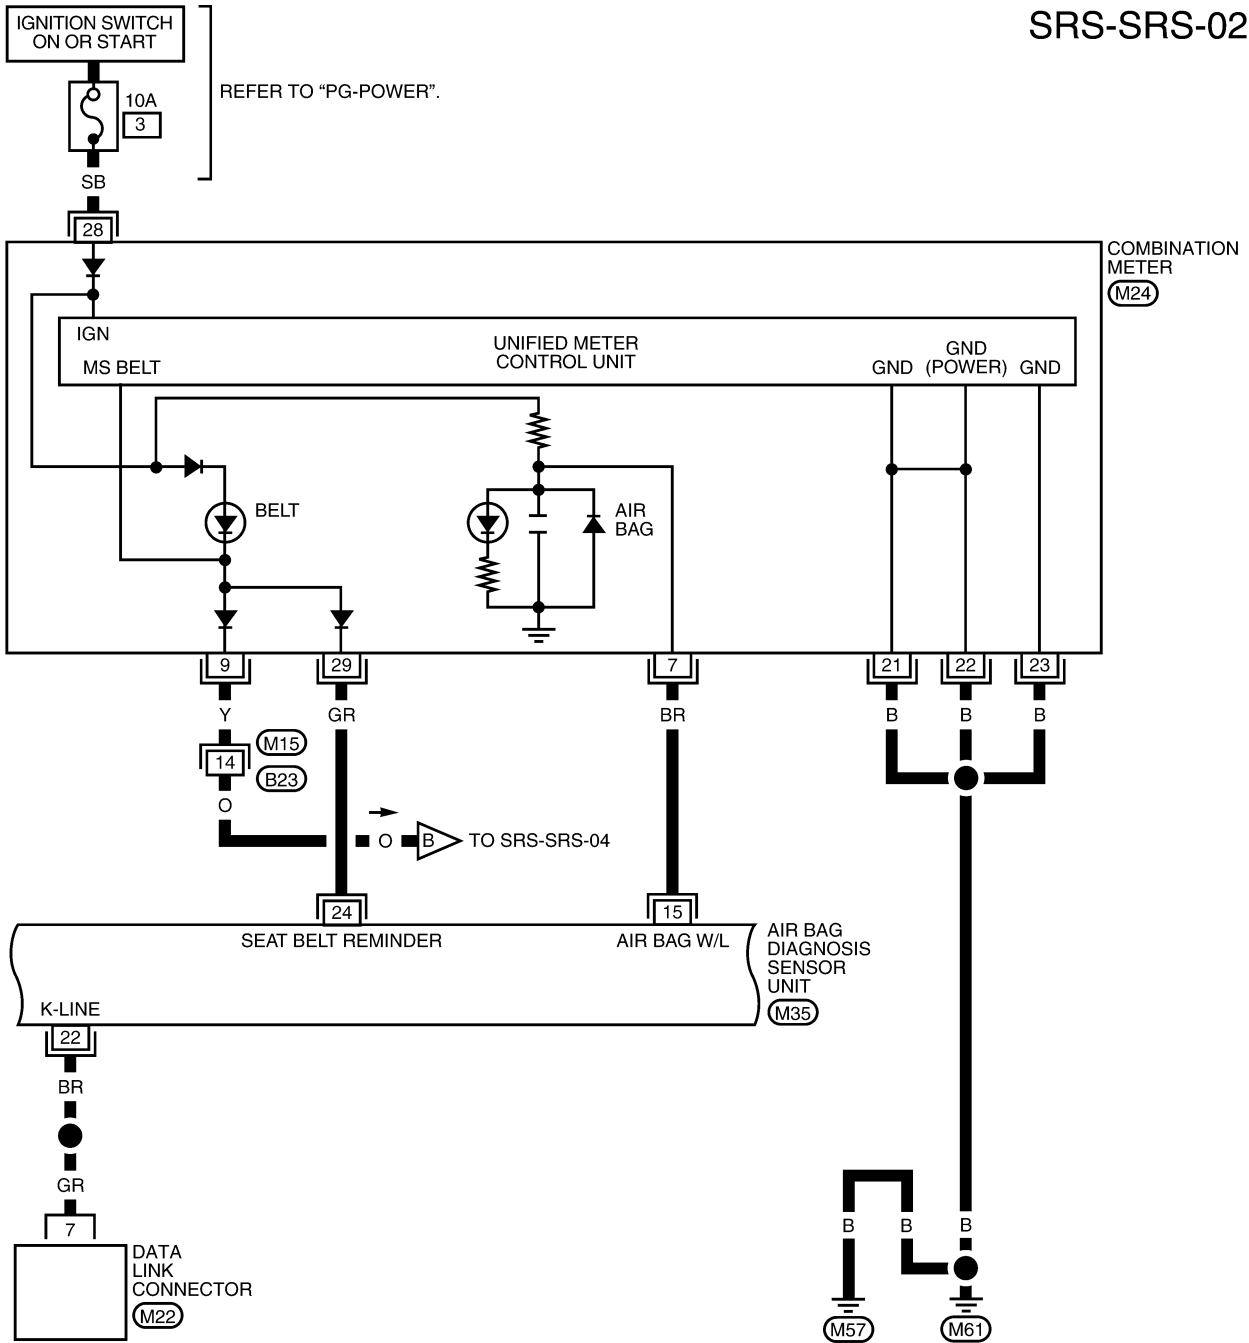 SRS-SRS-02
IGNITION SWITCH
ON OR START
REFER TO “PG-POWER”.
10A
3
SB
28
COMBINATION
METER
M24
IGN
UNIFIED METER
CONTROL UNIT
MS BELT
GND
GND
(POWER)
GND
BELT
AIR
BAG
9
29
7
21
22
23
Y
GR
BR
B
B
B
M15
14
B23
O
O
B
TO SRS-SRS-04
24
15
SEAT BELT REMINDER
AIR BAG W/L
AIR BAG
DIAGNOSIS
SENSOR
UNIT
M35
K-LINE
22
BR
GR
7
DATA
LINK
CONNECTOR
M22
B
B
B
M57
M61